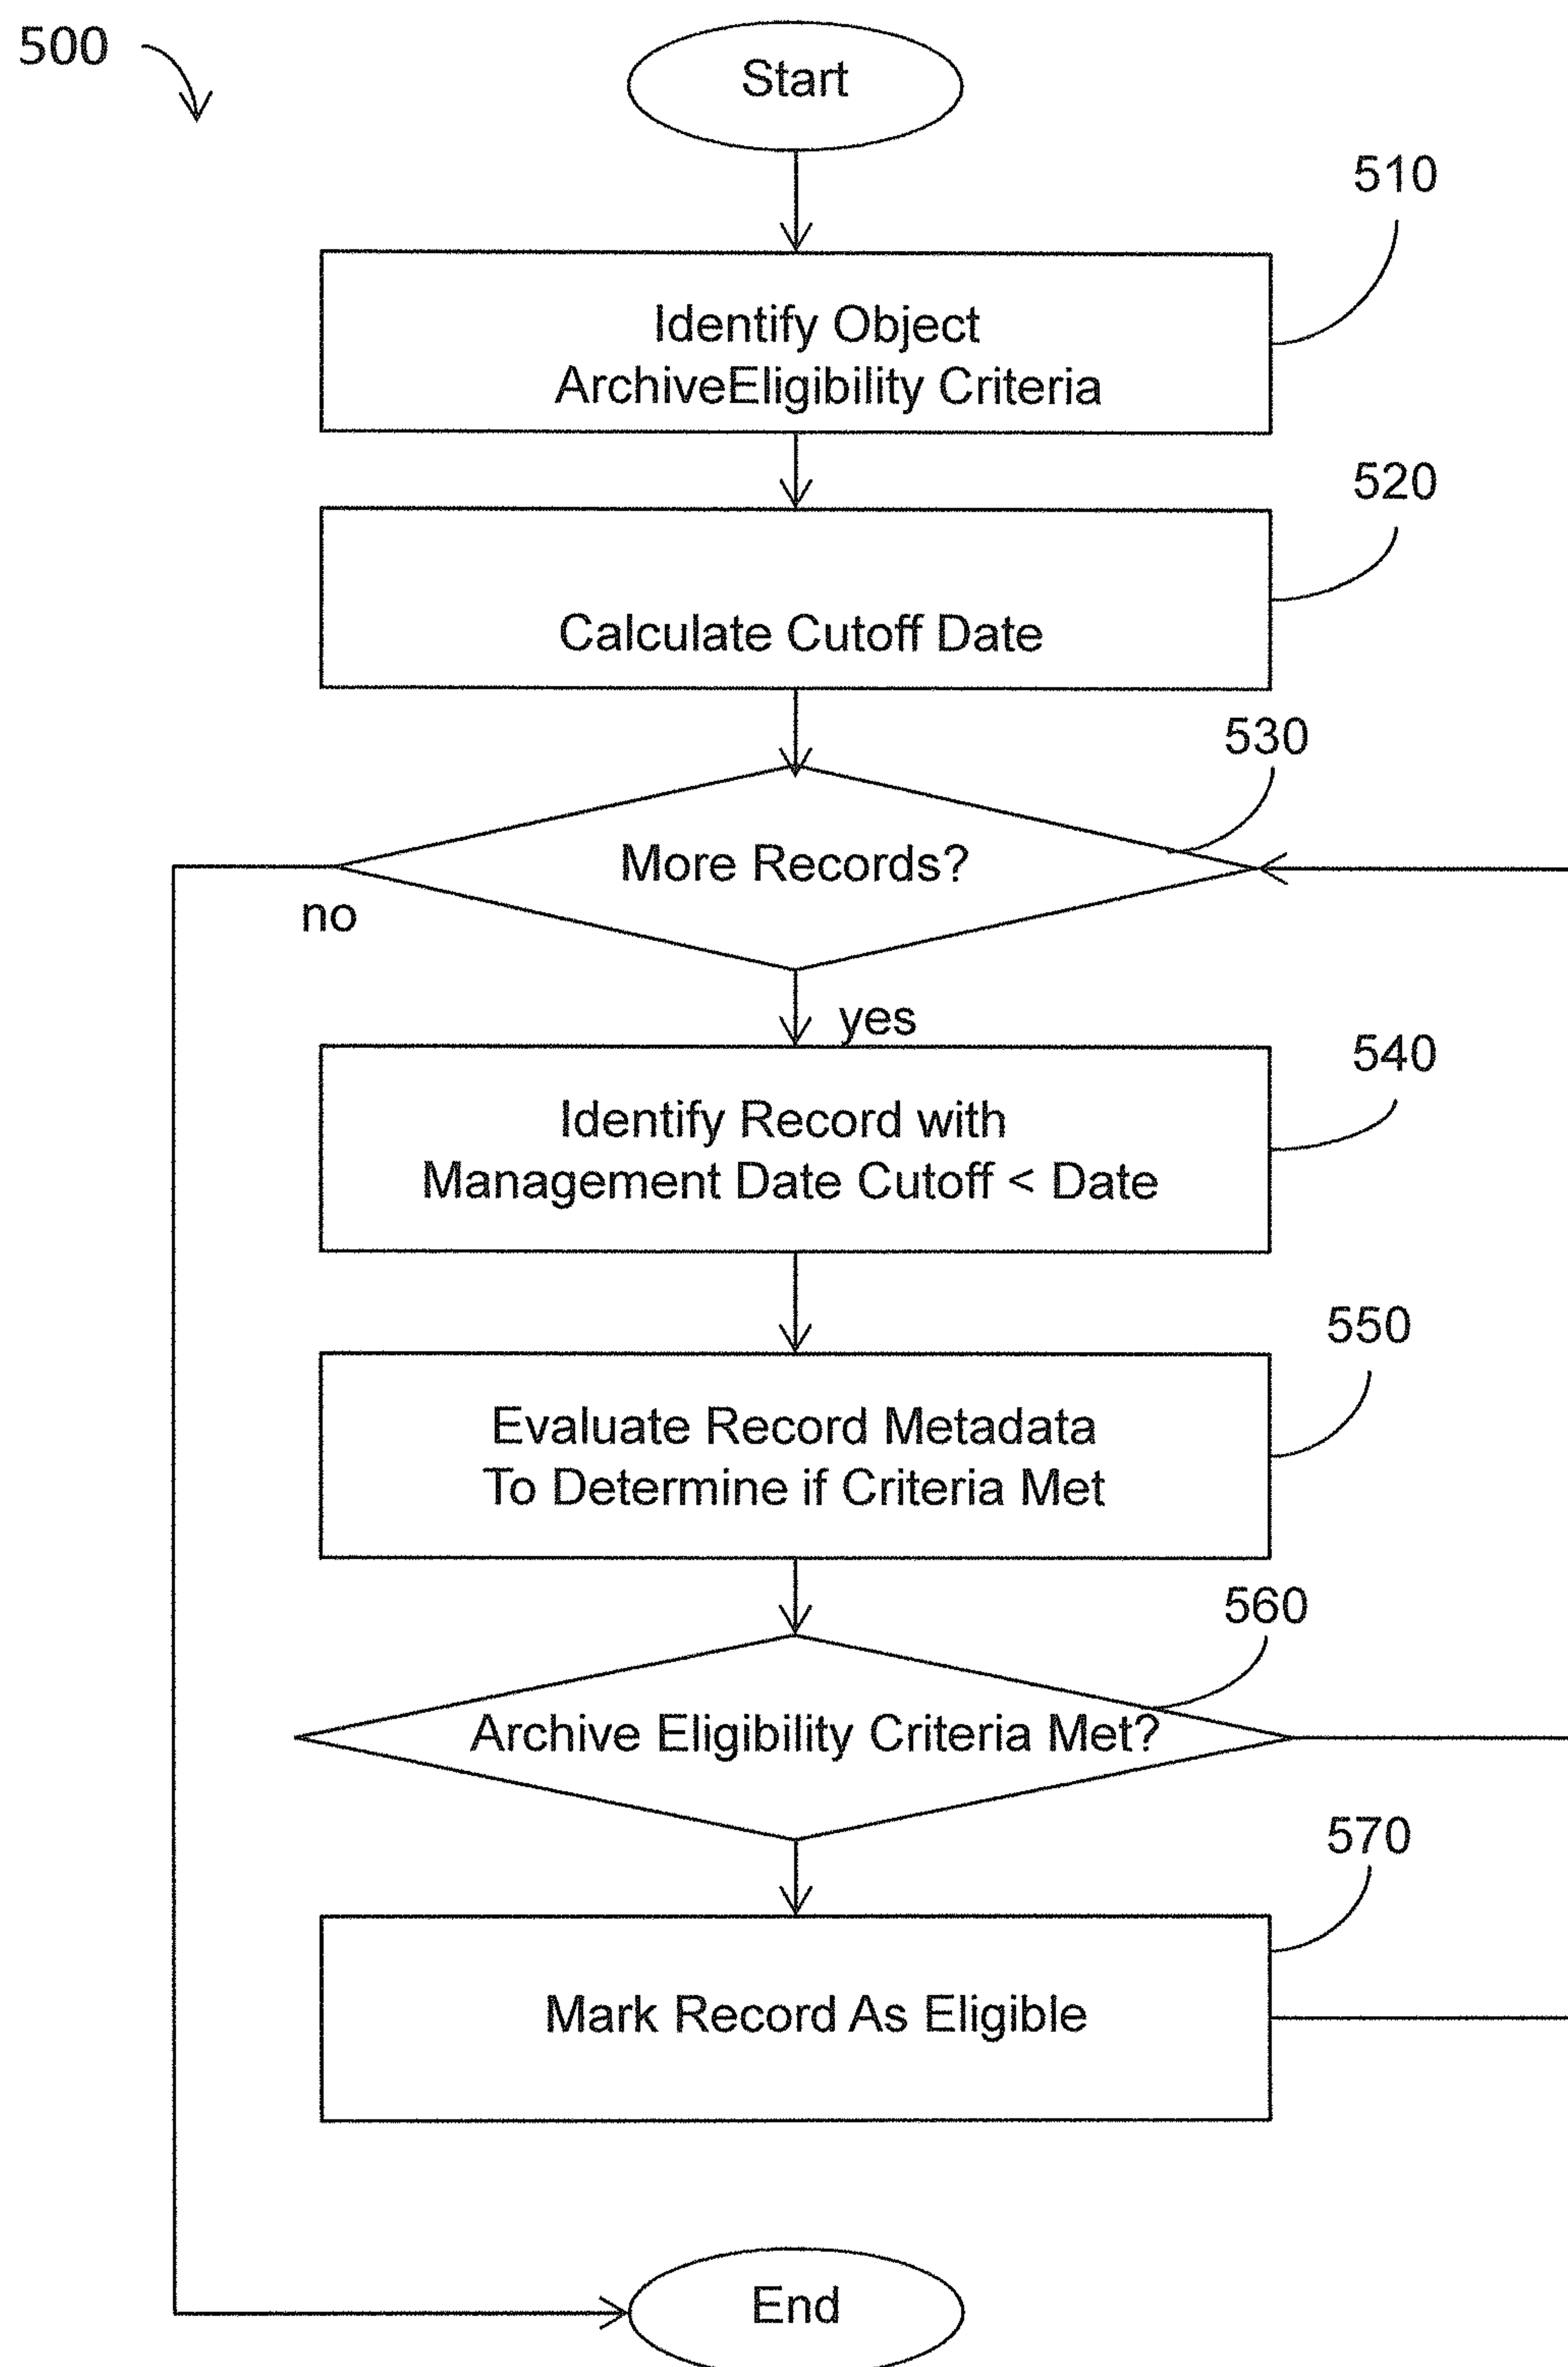 500
Start
510
Identify Object
ArchiveEligibility Criteria
520
Calculate Cutoff Date
530
More Records?
no
yes
540
Identify Record with
Management Date Cutoff < Date
550
Evaluate Record Metadata
To Determine if Criteria Met
560
Archive Eligibility Criteria Met?
570
Mark Record As Eligible
End